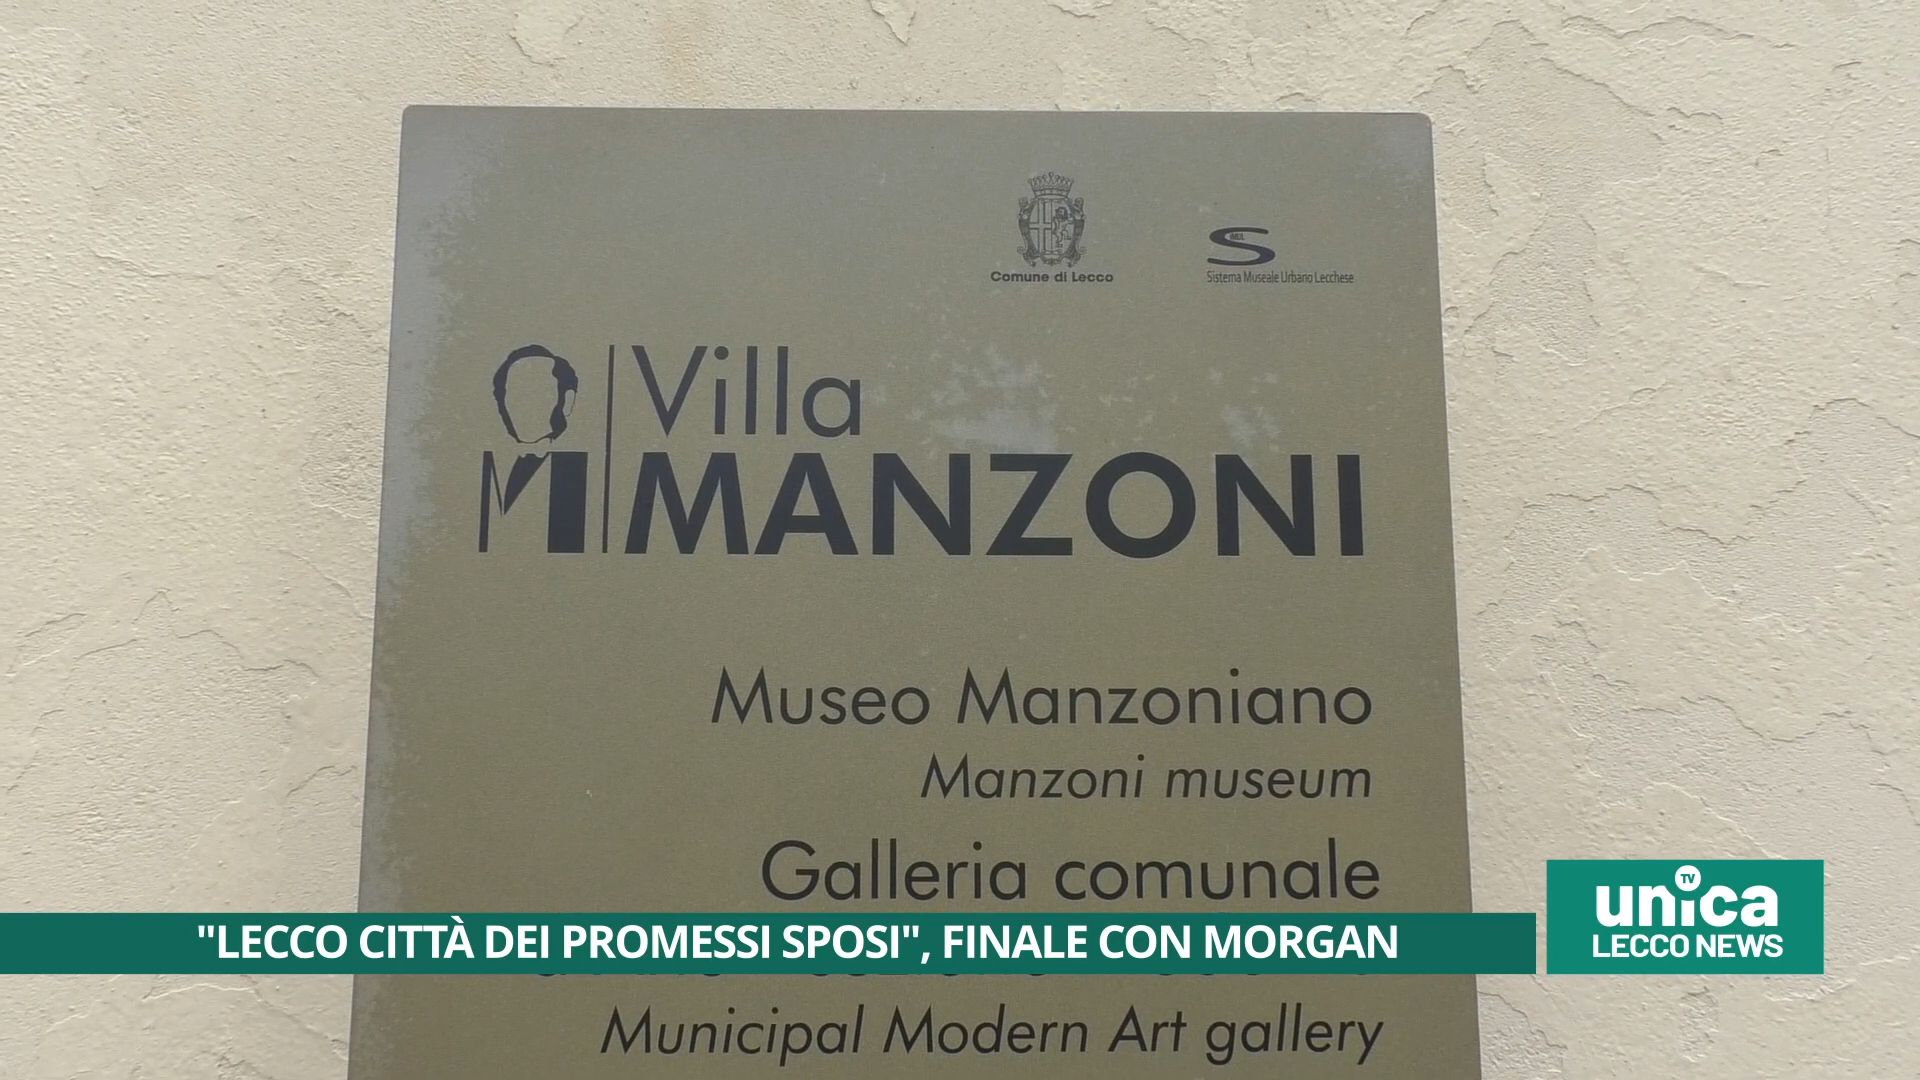 Comune di Lecco
Sistema Museale Urbano Lecchese
Villa
MANZONI
Museo Manzoniano
Manzoni museum
Galleria comunale
"LECCO CITTÀ DEI PROMESSI SPOSI", FINALE CON MORGAN
unica TV
LECCO NEWS
Municipal Modern Art gallery